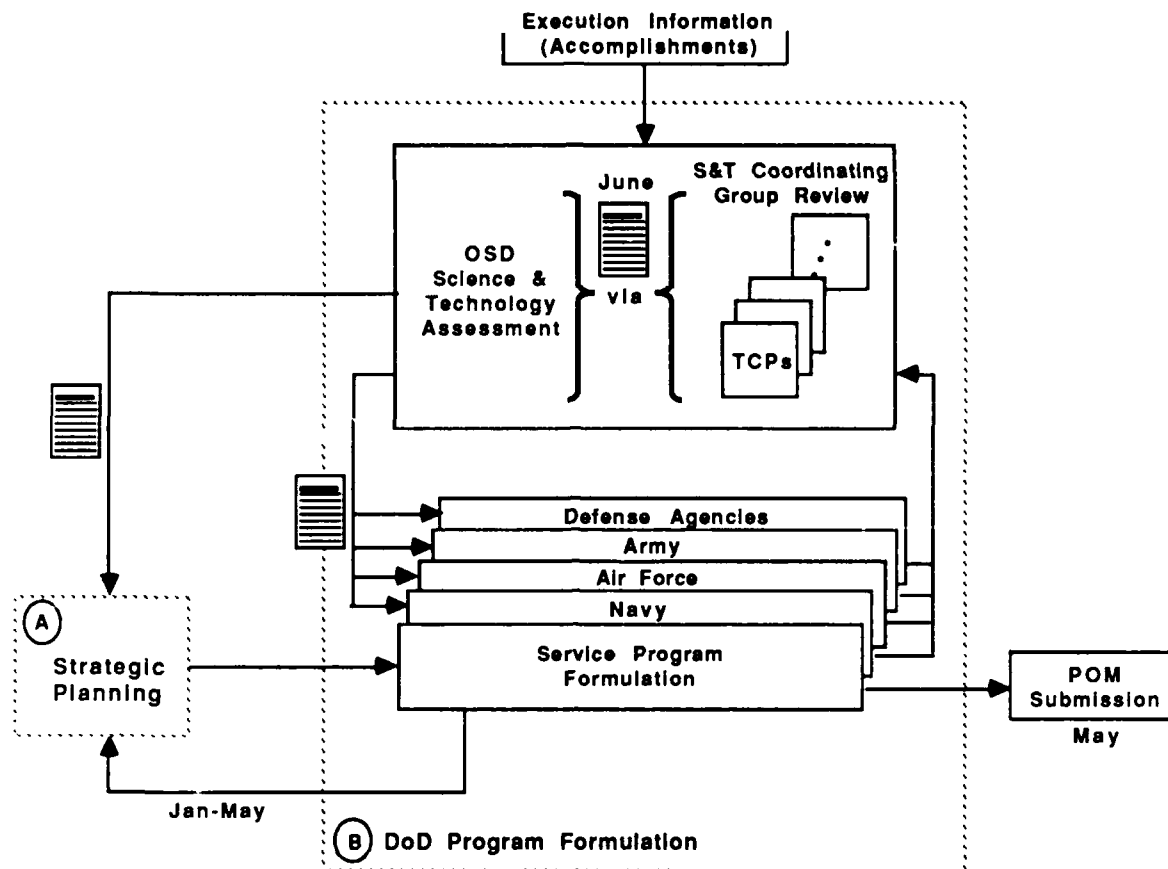 Execution Information
(Accomplishments)
S&T Coordinating
Group Review
June
OSD
Science &
Technology
Assessment
via
TCPs
Defense Agencies
Army
Air Force
Navy
Service Program
Formulation
A
Strategic
Planning
POM
Submission
May
Jan-May
B DoD Program Formulation